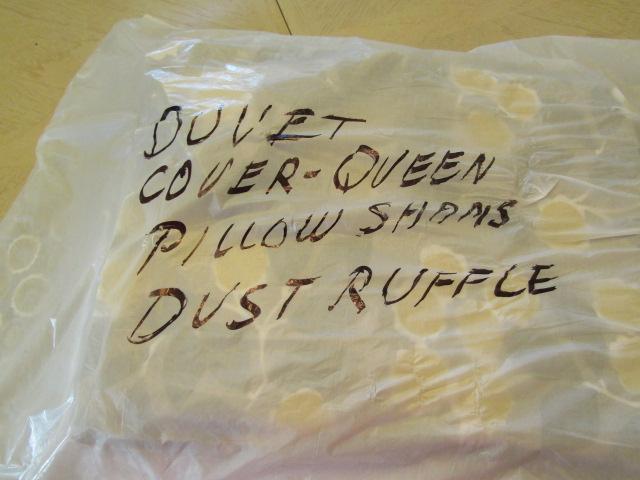 DUVET
COVER-QUEEN
PILLOW SHAMS
DUST RUFFLE